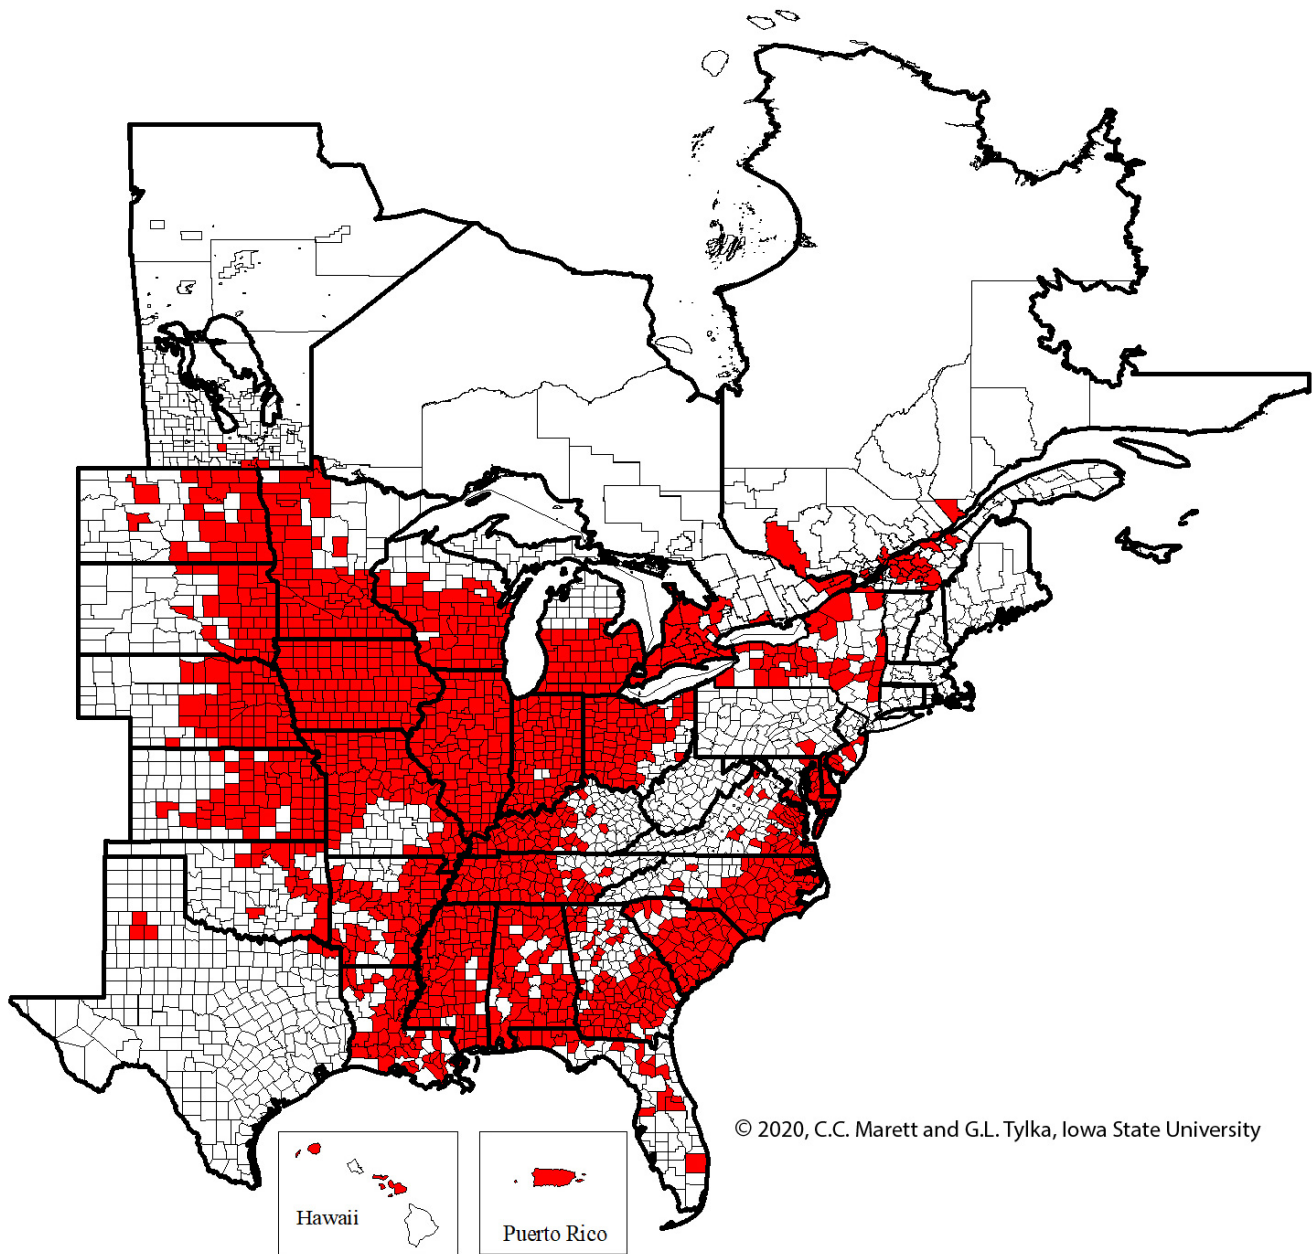 © 2020, C.C. Marett and G.L. Tylka, Iowa State University
Hawaii
Puerto Rico